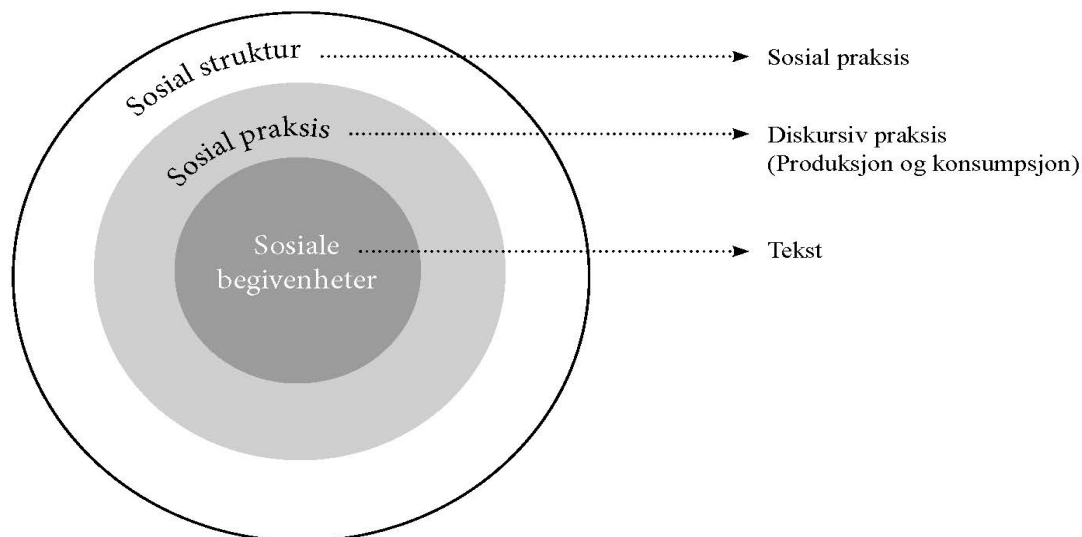 Sosial struktur
Sosial praksis
Sosial praksis
Diskursiv praksis
(Produksjon og konsumpsjon)
Sosiale
begivenheter
Tekst